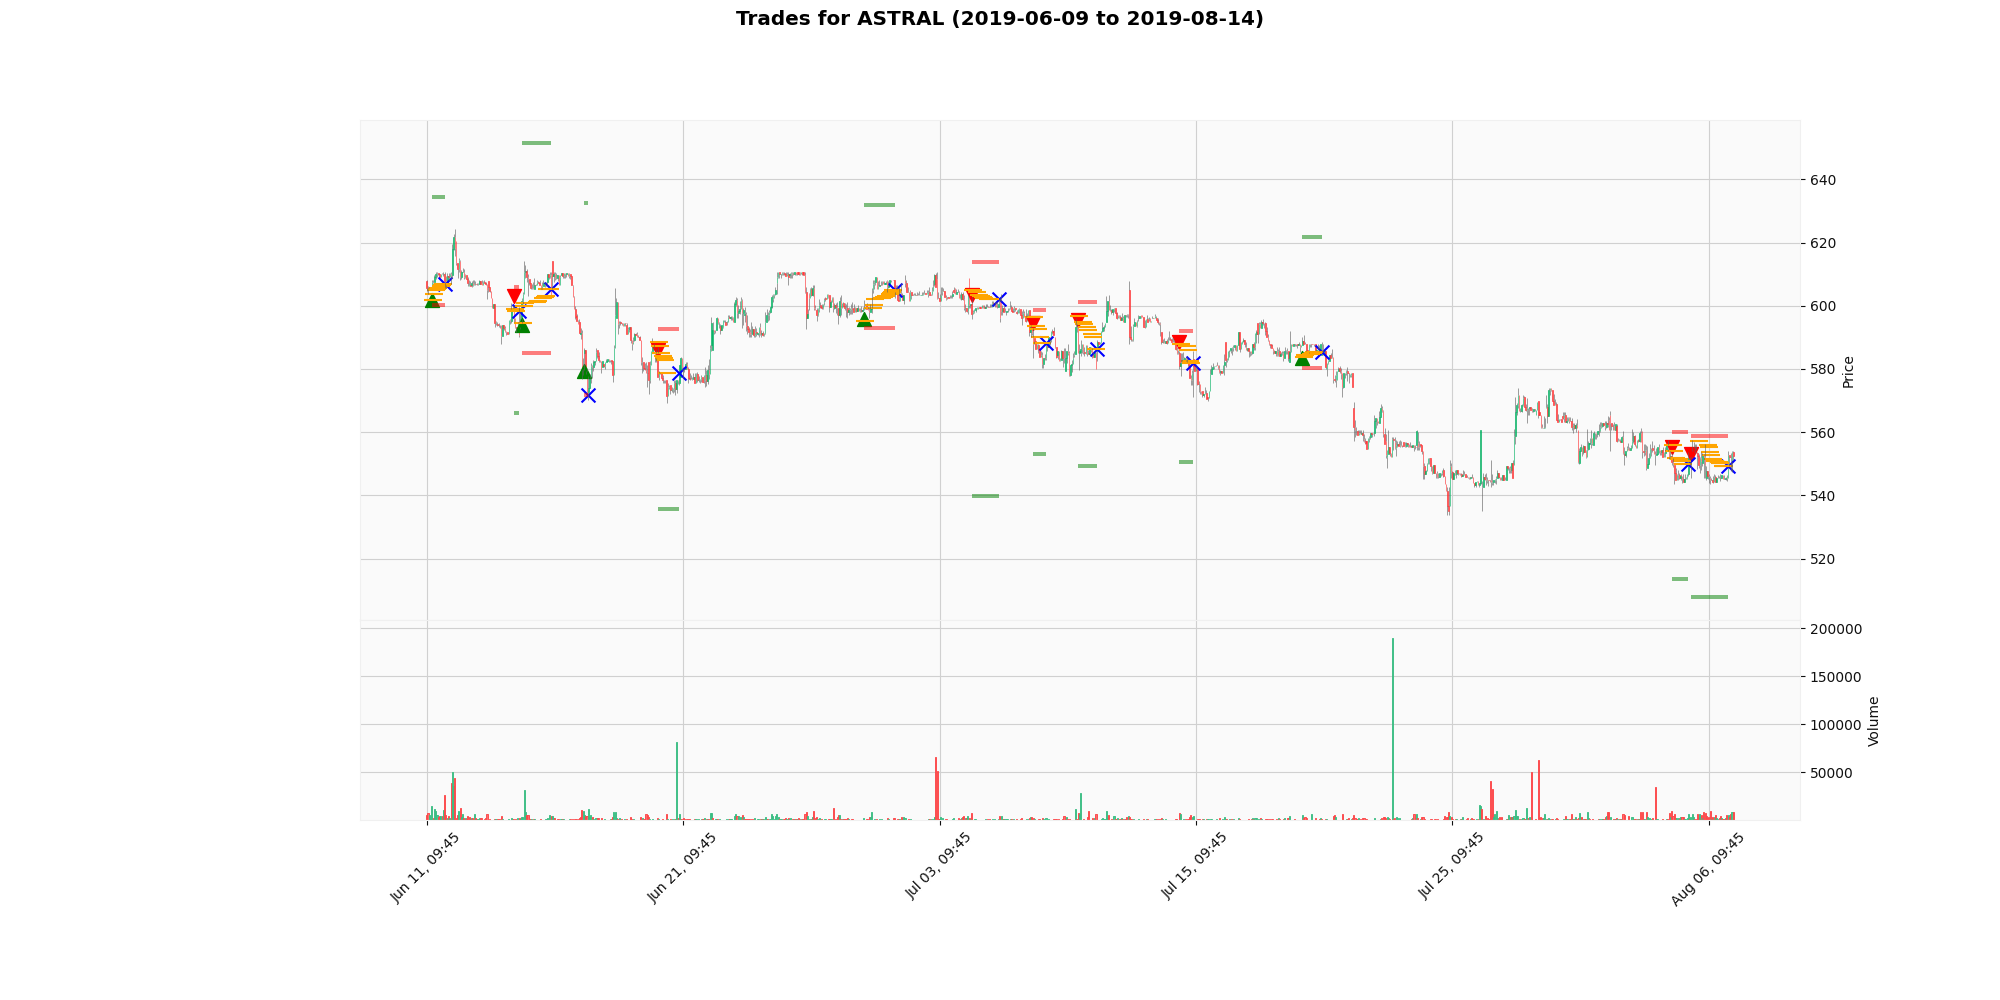 Trades for ASTRAL (2019-06-09 to 2019-08-14)
640
620
600
580
560
540
520
Price
200000
150000
100000
50000
Volume
Jun 11, 09:45
Jun 21, 09:45
Jul 03, 09:45
Jul 15, 09:45
Jul 25, 09:45
Aug 06, 09:45